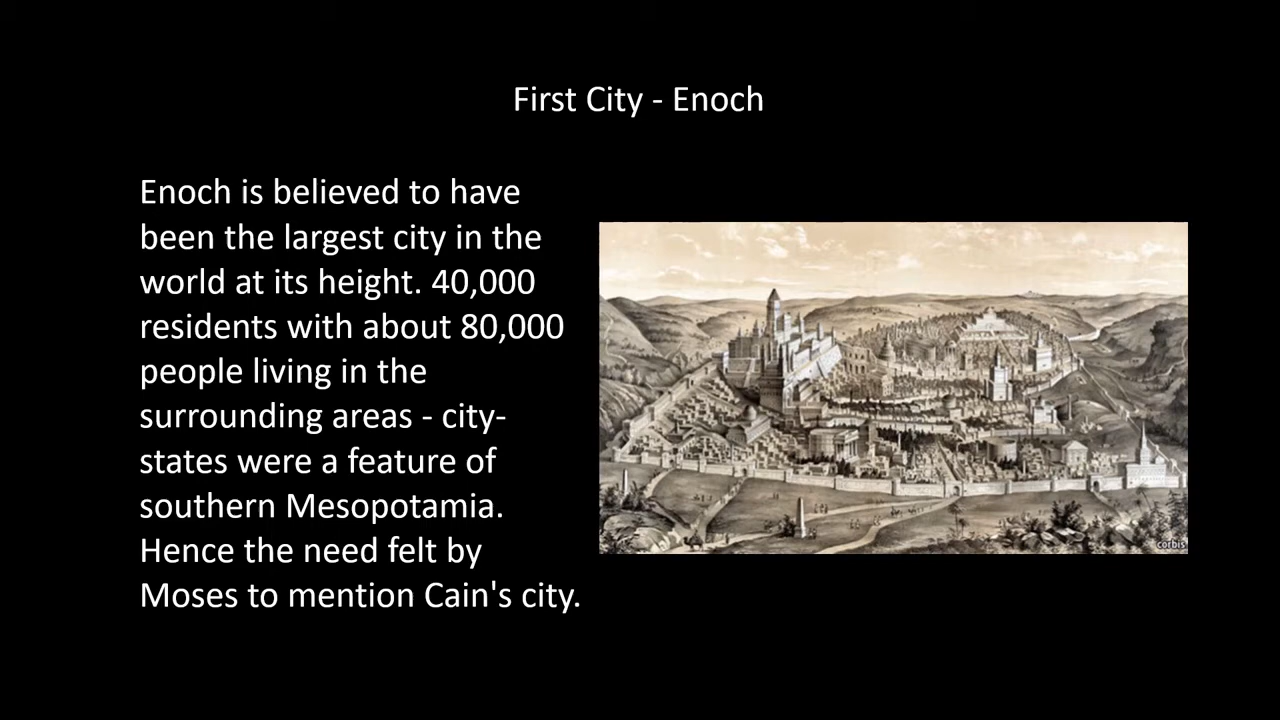 First City - Enoch
Enoch is believed to have
been the largest city in the
world at its height. 40,000
residents with about 80,000
people living in the
surrounding areas - city-
states were a feature of
southern Mesopotamia.
Hence the need felt by
Moses to mention Cain's city.
corbis